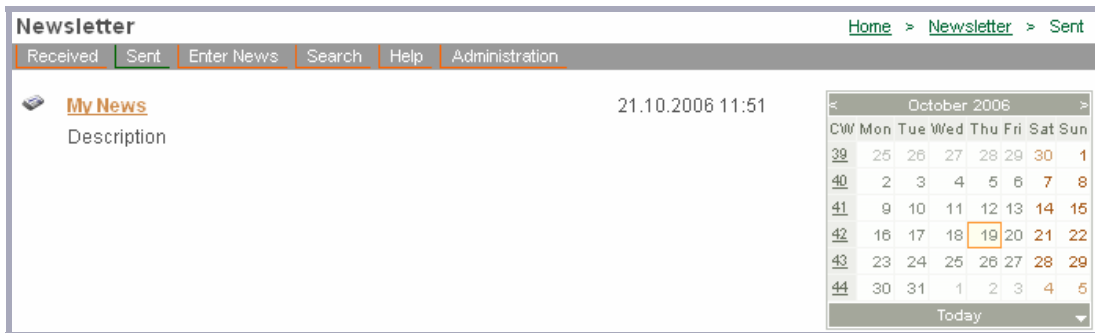 Newsletter
Home > Newsletter > Sent
Received Sent Enter News Search Help Administration
My News 21.10.2006 11:51
Description
< October 2006 >
CW Mon Tue Wed Thu Fri Sat Sun
39 25 26 27 28 29 30 1
40 2 3 4 5 6 7 8
41 9 10 11 12 13 14 15
42 16 17 18 19 20 21 22
43 23 24 25 26 27 28 29
44 30 31 1 2 3 4 5
Today